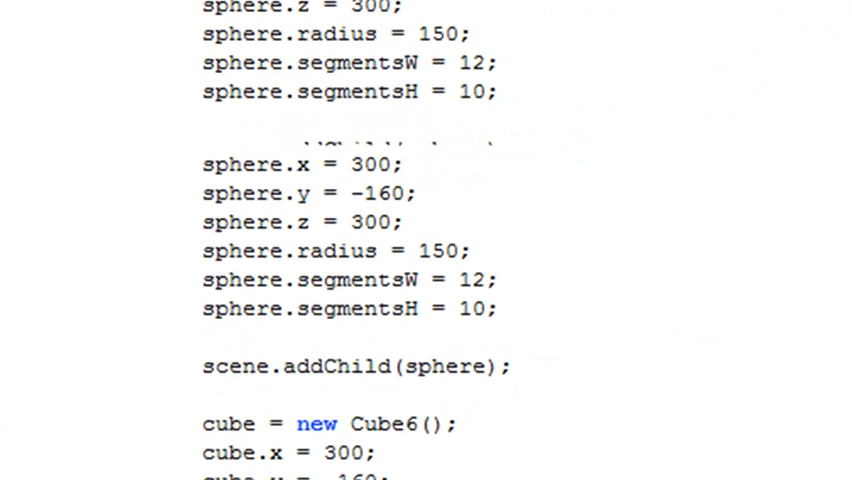 sphere.z = 300;
sphere.radius = 150;
sphere.segmentsW = 12;
sphere.segmentsH = 10;
sphere.x = 300;
sphere.y = -160;
sphere.z = 300;
sphere.radius = 150;
sphere.segmentsW = 12;
sphere.segmentsH = 10;
scene.addChild(sphere);
cube = new Cube6();
cube.x = 300;